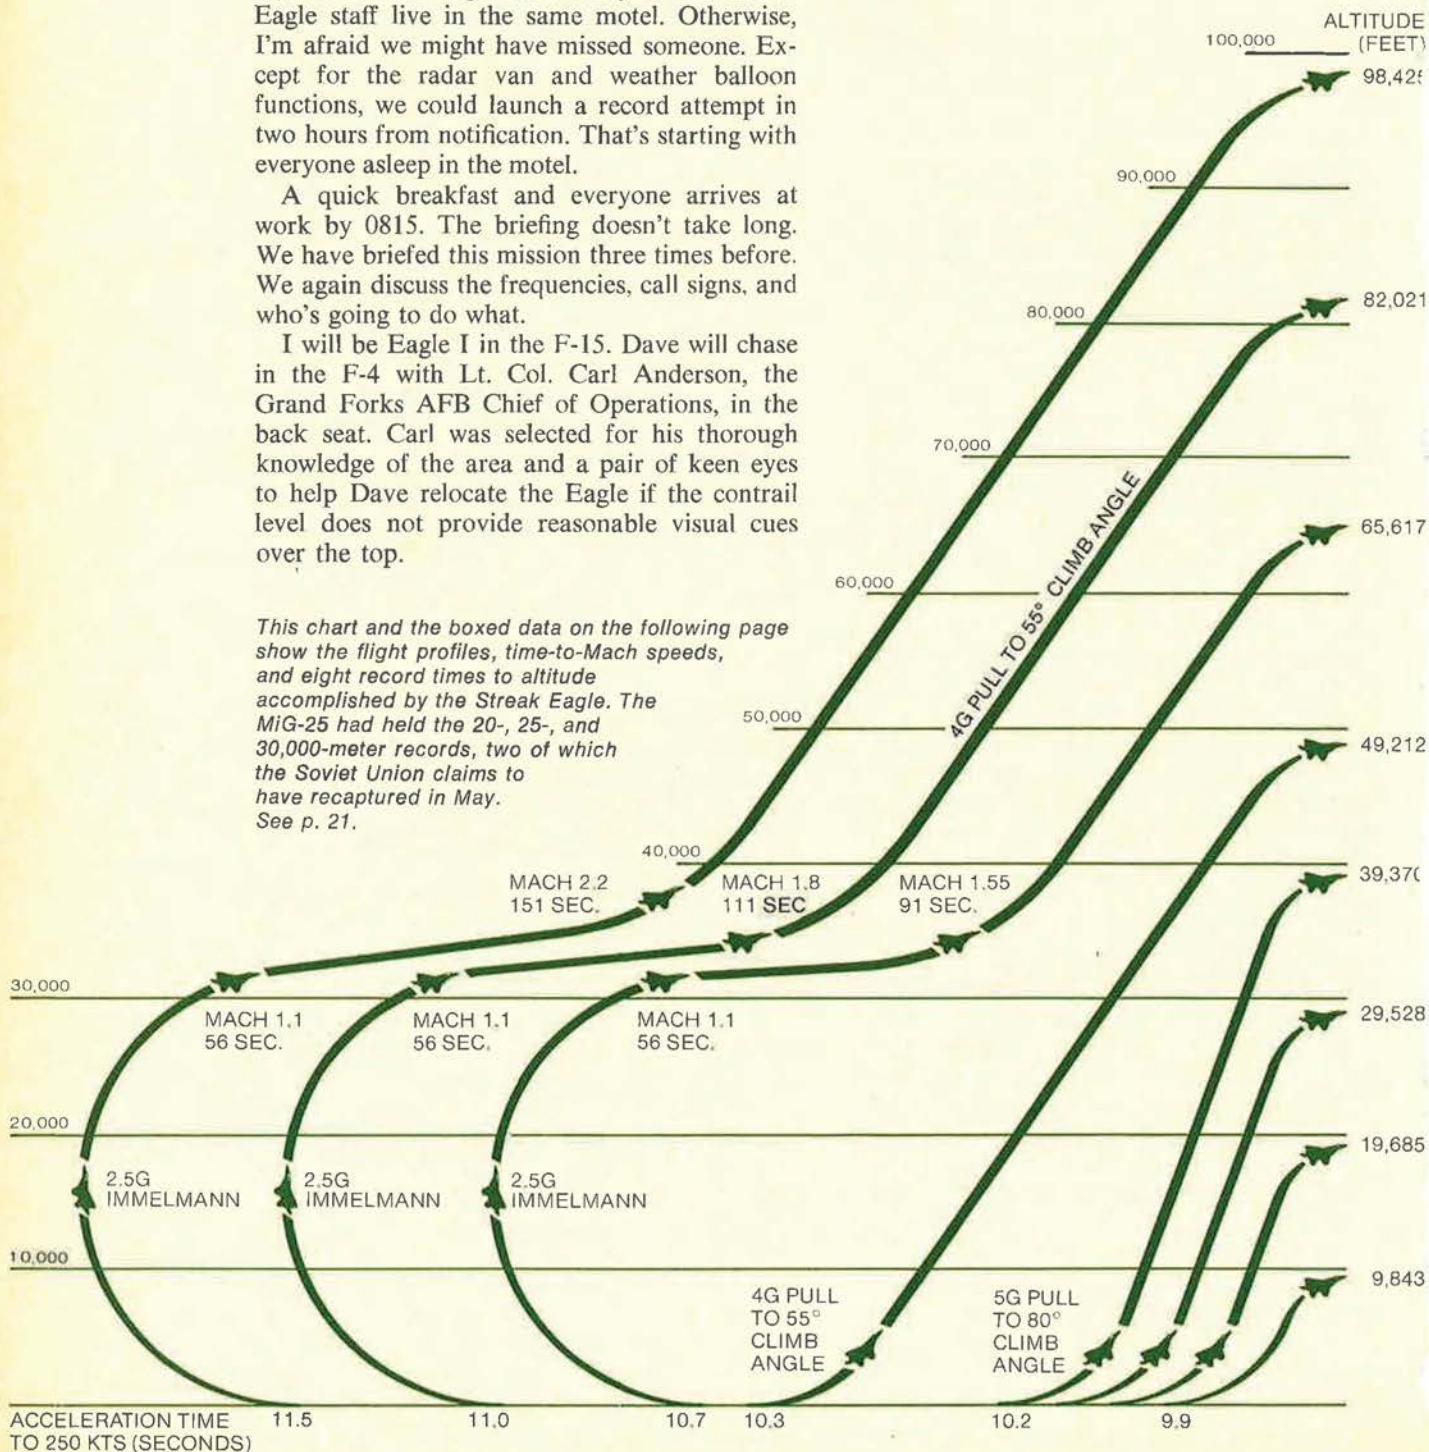 Eagle staff live in the same motel. Otherwise,
I'm afraid we might have missed someone. Ex-
cept for the radar van and weather balloon
functions, we could launch a record attempt in
two hours from notification. That's starting with
everyone asleep in the motel.
A quick breakfast and everyone arrives at
work by 0815. The briefing doesn't take long.
We have briefed this mission three times before.
We again discuss the frequencies, call signs, and
who's going to do what.
I will be Eagle I in the F-15. Dave will chase
in the F-4 with Lt. Col. Carl Anderson, the
Grand Forks AFB Chief of Operations, in the
back seat. Carl was selected for his thorough
knowledge of the area and a pair of keen eyes
to help Dave relocate the Eagle if the contrail
level does not provide reasonable visual cues
over the top.
This chart and the boxed data on the following page
show the flight profiles, time-to-Mach speeds,
and eight record times to altitude
accomplished by the Streak Eagle. The
MiG-25 had held the 20-, 25-, and
30,000-meter records, two of which
the Soviet Union claims to
have recaptured in May.
See p. 21.
ALTITUDE
(FEET)
100,000
98,425
90,000
82,021
80,000
70,000
65,617
60,000
4G PULL TO 55° CLIMB ANGLE
50,000
49,212
40,000
39,370
MACH 2.2
151 SEC.
MACH 1.8
111 SEC
MACH 1.55
91 SEC.
30,000
29,528
MACH 1.1
56 SEC.
MACH 1.1
56 SEC.
MACH 1.1
56 SEC.
20,000
19,685
2.5G
IMMELMANN
2.5G
IMMELMANN
2.5G
IMMELMANN
10,000
9,843
4G PULL
TO 55°
CLIMB
ANGLE
5G PULL
TO 80°
CLIMB
ANGLE
ACCELERATION TIME
TO 250 KTS (SECONDS)
11.5
11.0
10.7
10.3
10.2
9.9